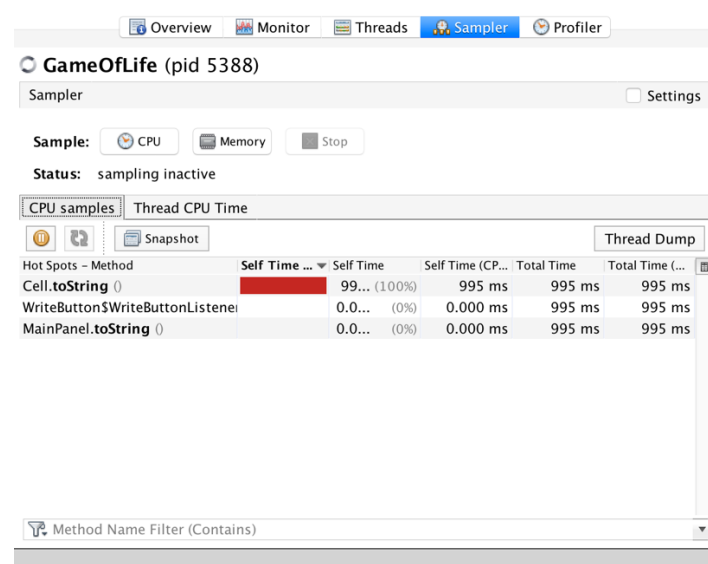 Overview Monitor Threads Sampler Profiler
GameOfLife (pid 5388)
Sampler Settings
Sample: CPU Memory Stop
Status: sampling inactive
CPU samples Thread CPU Time
Snapshot Thread Dump
Hot Spots – Method Self Time ... Self Time Self Time (CP... Total Time Total Time (...
Cell.toString () 99... (100%) 995 ms 995 ms 995 ms
WriteButton$WriteButtonListener 0.0... (0%) 0.000 ms 995 ms 995 ms
MainPanel.toString () 0.0... (0%) 0.000 ms 995 ms 995 ms
Method Name Filter (Contains)